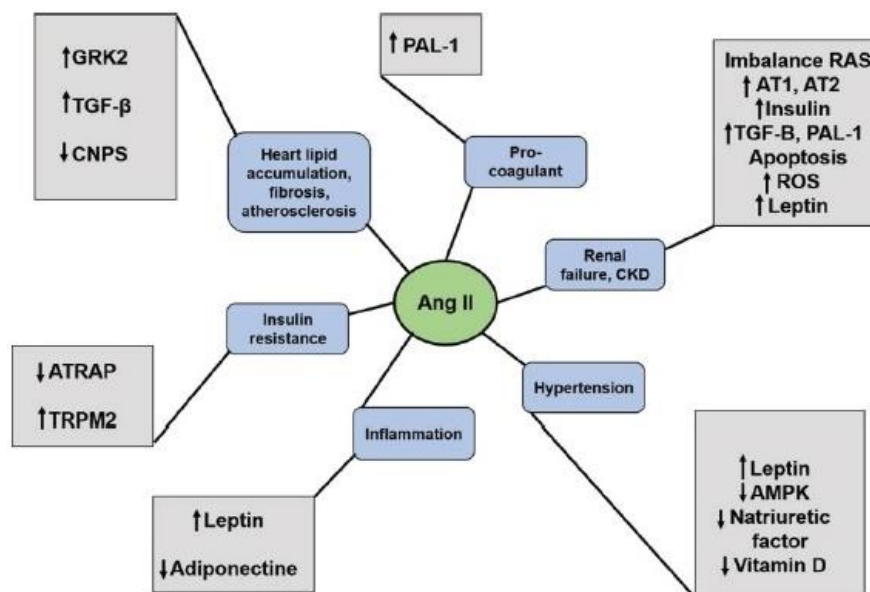 ↑GRK2
↑TGF-β
↓CNPS
↑ PAL-1
Imbalance RAS
↑ AT1, AT2
↑Insulin
↑TGF-B, PAL-1
Apoptosis
↑ ROS
↑ Leptin
Heart lipid
accumulation,
fibrosis,
atherosclerosis
Pro-
coagulant
Renal
failure, CKD
Ang II
Insulin
resistance
Hypertension
Inflammation
↓ATRAP
↑TRPM2
↑Leptin
↓Adiponectine
↑Leptin
↓AMPK
↓ Natriuretic
factor
↓Vitamin D